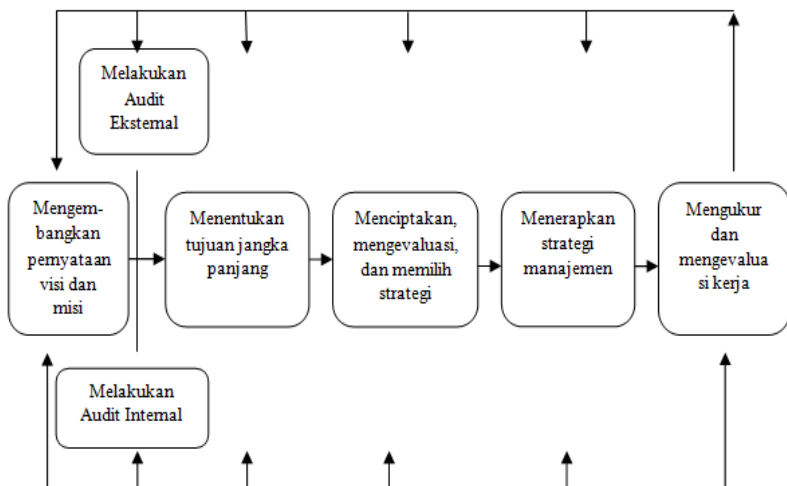 Melakukan
Audit
Eksternal
Mengem-
bangkan
pernyataan
visi dan
misi
Menentukan
tujuan jangka
panjang
Menciptakan,
mengevaluasi,
dan memilih
strategi
Menerapkan
strategi
manajemen
Mengukur
dan
mengevalua
si kerja
Melakukan
Audit Internal